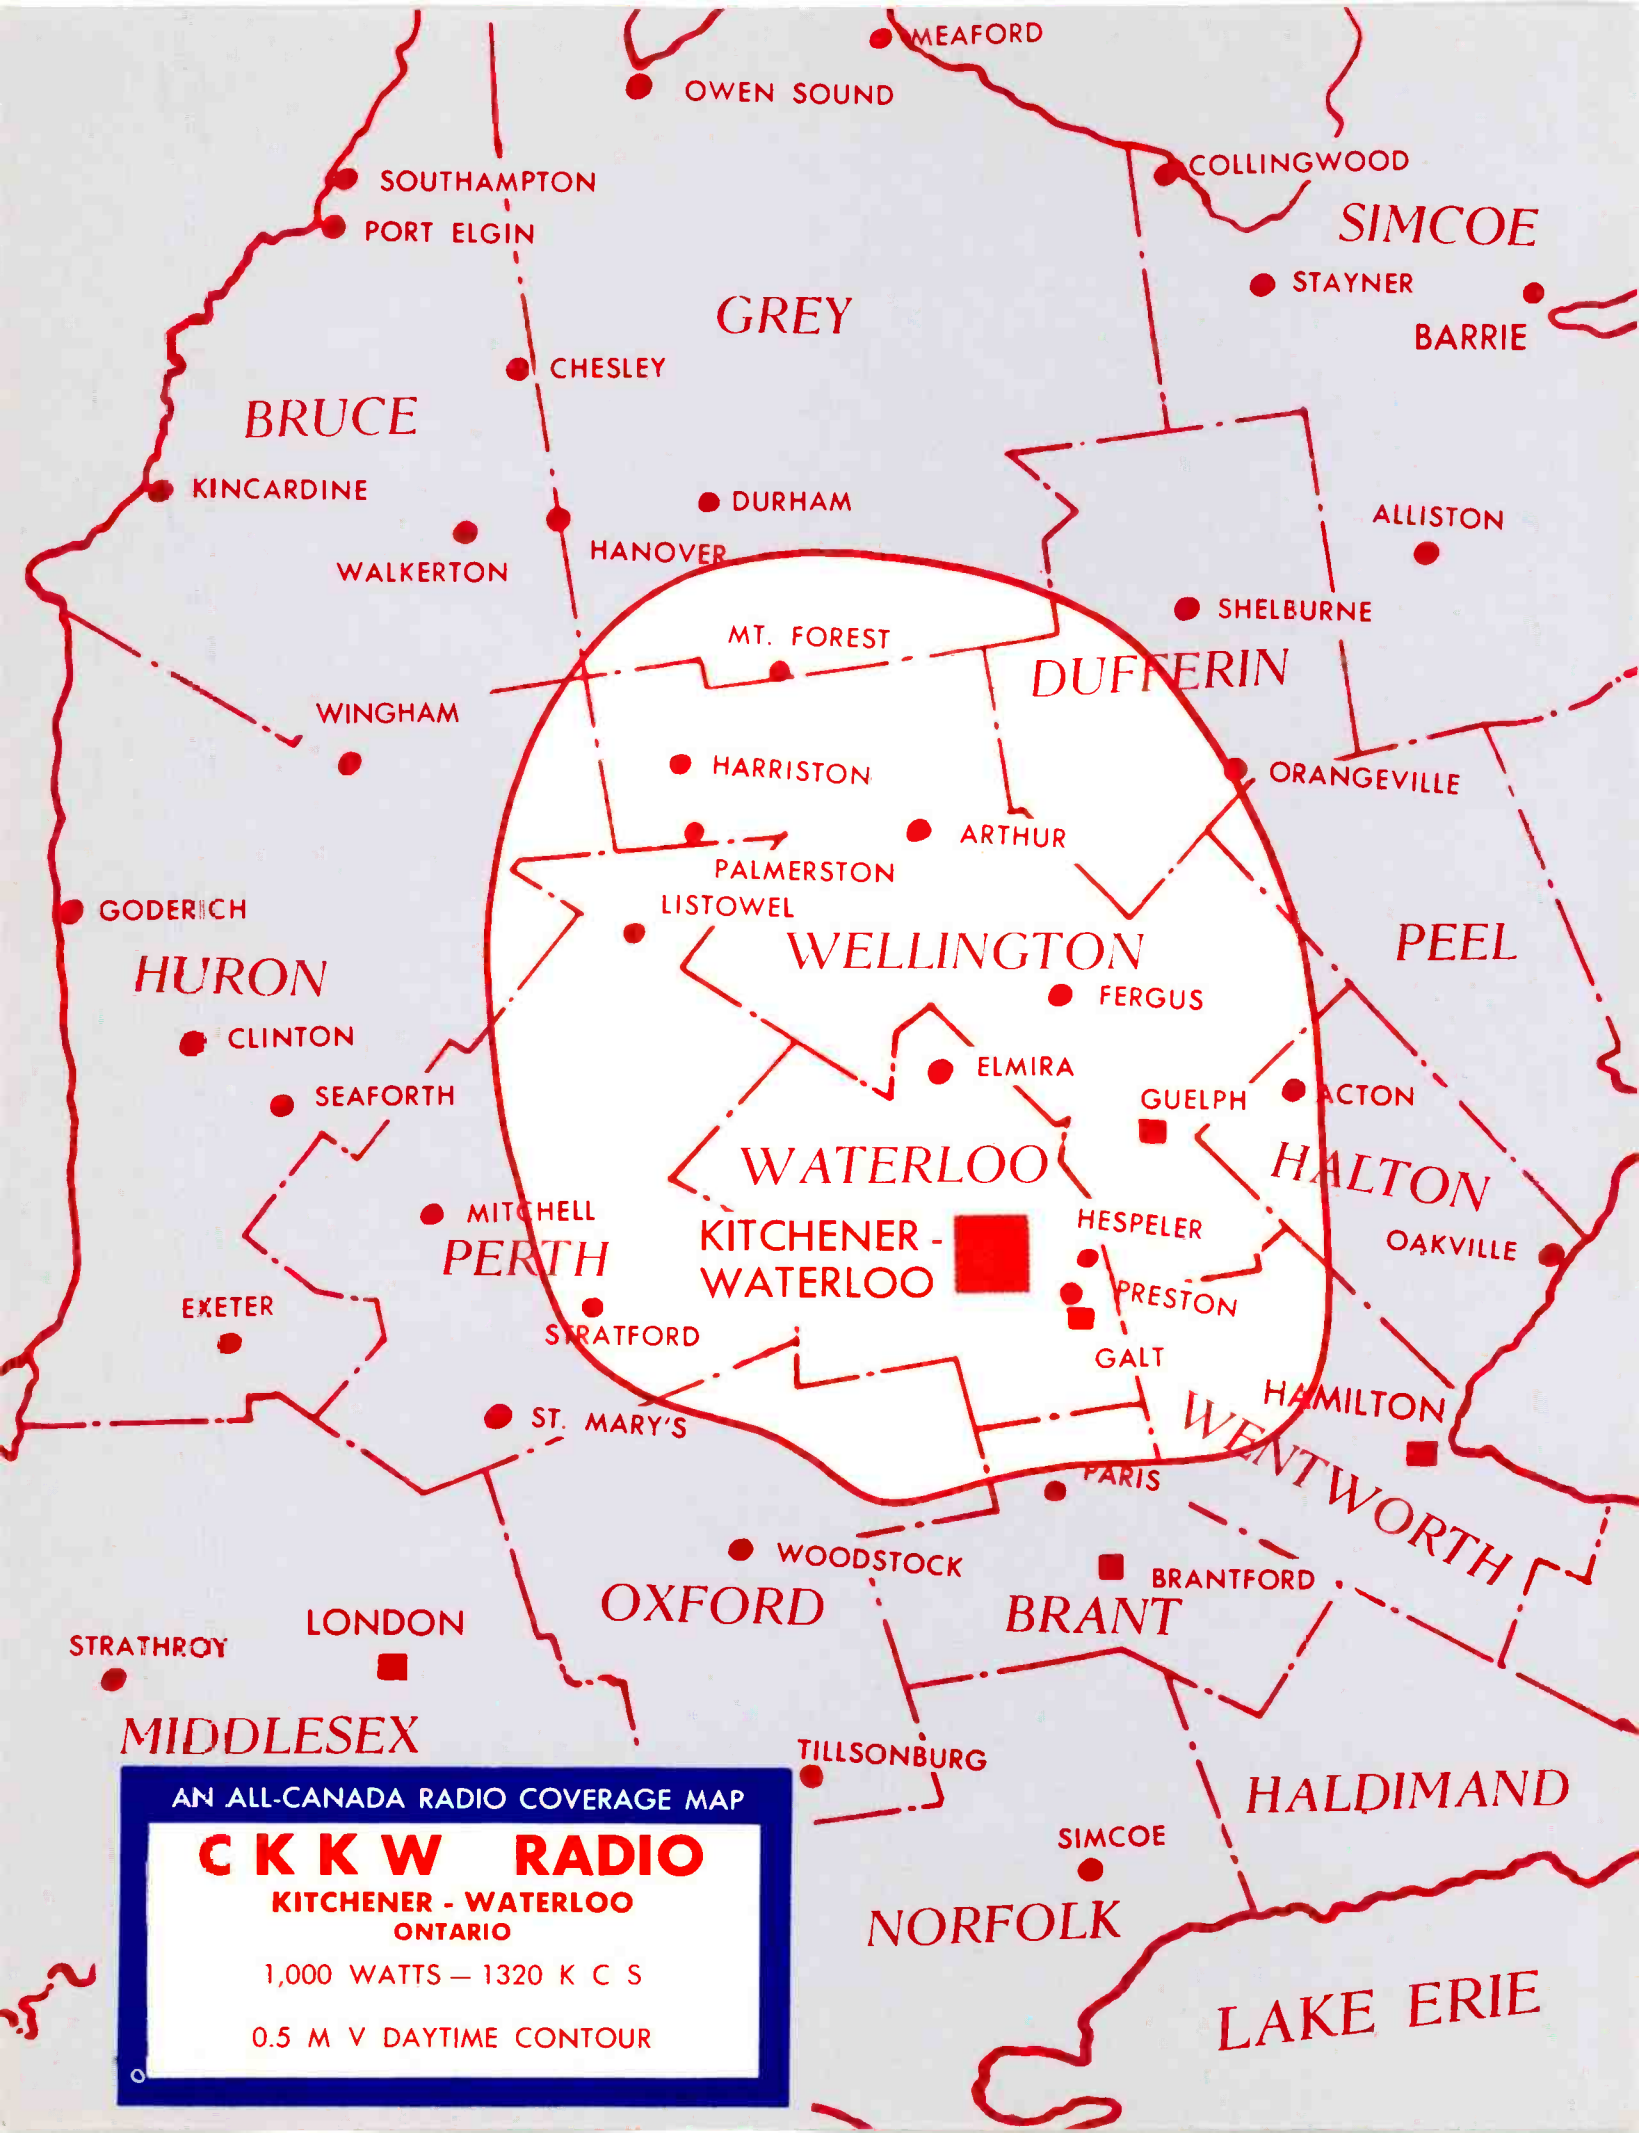 MEAFORD
OWEN SOUND
COLLINGWOOD
SOUTHAMPTON
SIMCOE
PORT ELGIN
STAYNER
GREY
BARRIE
CHESLEY
BRUCE
KINCARDINE
DURHAM
ALLISTON
HANOVER
WALKERTON
SHELBURNE
MT. FOREST
DUFFERIN
WINGHAM
HARRISTON
ORANGEVILLE
ARTHUR
PALMERSTON
LISTOWEL
GODERICH
WELLINGTON
PEEL
HURON
FERGUS
CLINTON
ELMIRA
SEAFORTH
GUELPH
ACTON
WATERLOO
HALTON
MITCHELL
HESPELER
KITCHENER -
WATERLOO
OAKVILLE
PERTH
PRESTON
EXETER
STRATFORD
GALT
HAMILTON
ST. MARY'S
WENTWORTH
PARIS
WOODSTOCK
BRANTFORD
OXFORD
BRANT
LONDON
STRATHROY
MIDDLESEX
TILLSONBURG
HALDIMAND
AN ALL-CANADA RADIO COVERAGE MAP
CKKW RADIO
KITCHENER - WATERLOO
ONTARIO
1,000 WATTS — 1320 K C S
0.5 M V DAYTIME CONTOUR
SIMCOE
NORFOLK
LAKE ERIE